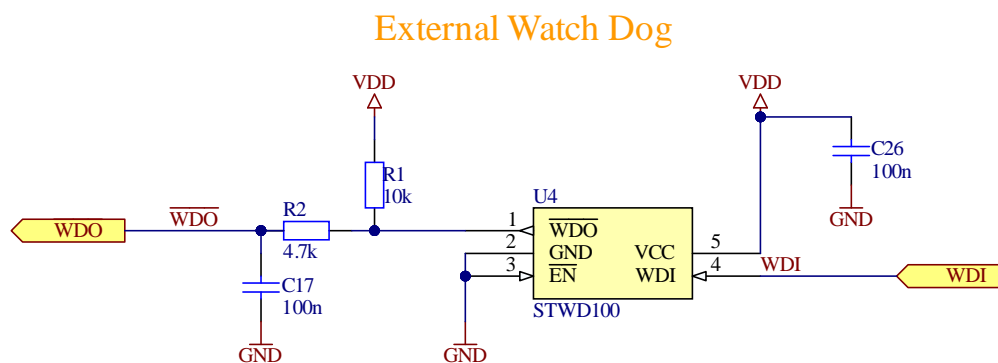 External Watch Dog
VDD
VDD
R1
10k
C26
100n
GND
U4
WDO
WDO
R2
4.7k
1
WDO
2
GND
VCC
5
3
EN
WDI
4
WDI
WDI
C17
100n
STWD100
GND
GND